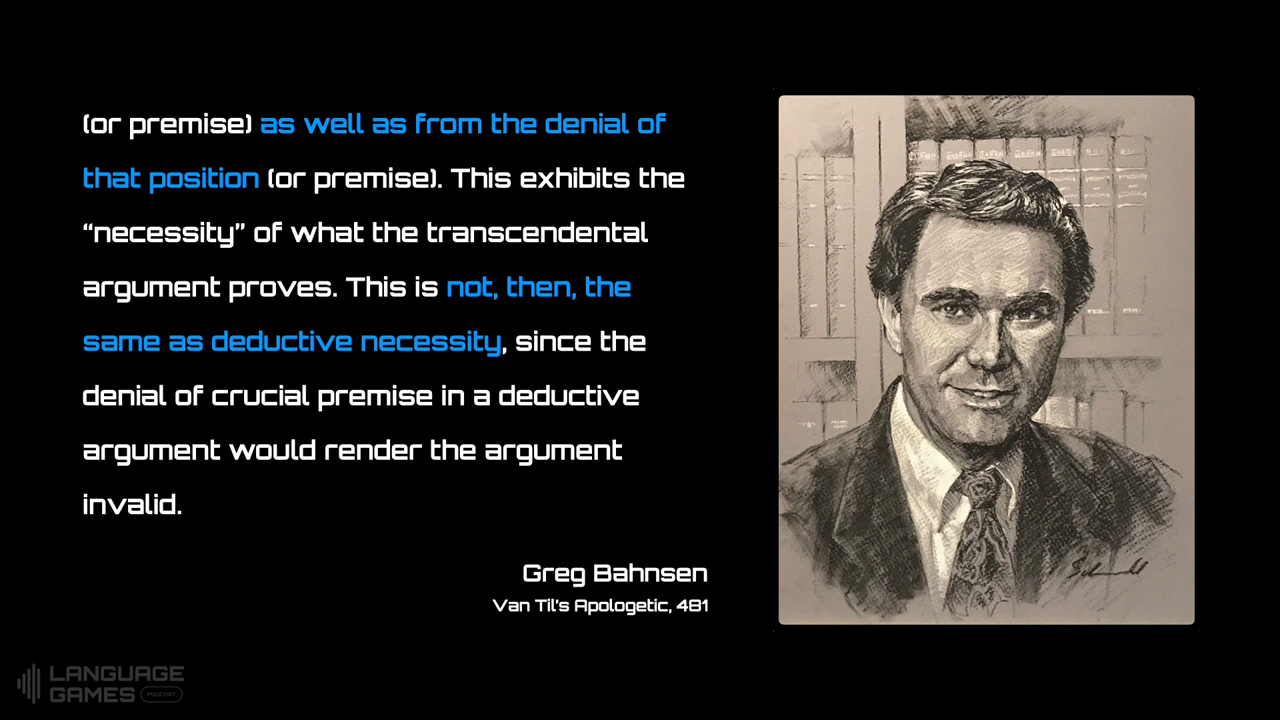 (or premise) as well as from the denial of
that position (or premise). This exhibits the
“necessity” of what the transcendental
argument proves. This is not, then, the
same as deductive necessity, since the
denial of crucial premise in a deductive
argument would render the argument
invalid.
Greg Bahnsen
Van Til's Apologetic, 481
LANGUAGE
GAMES PODCAST